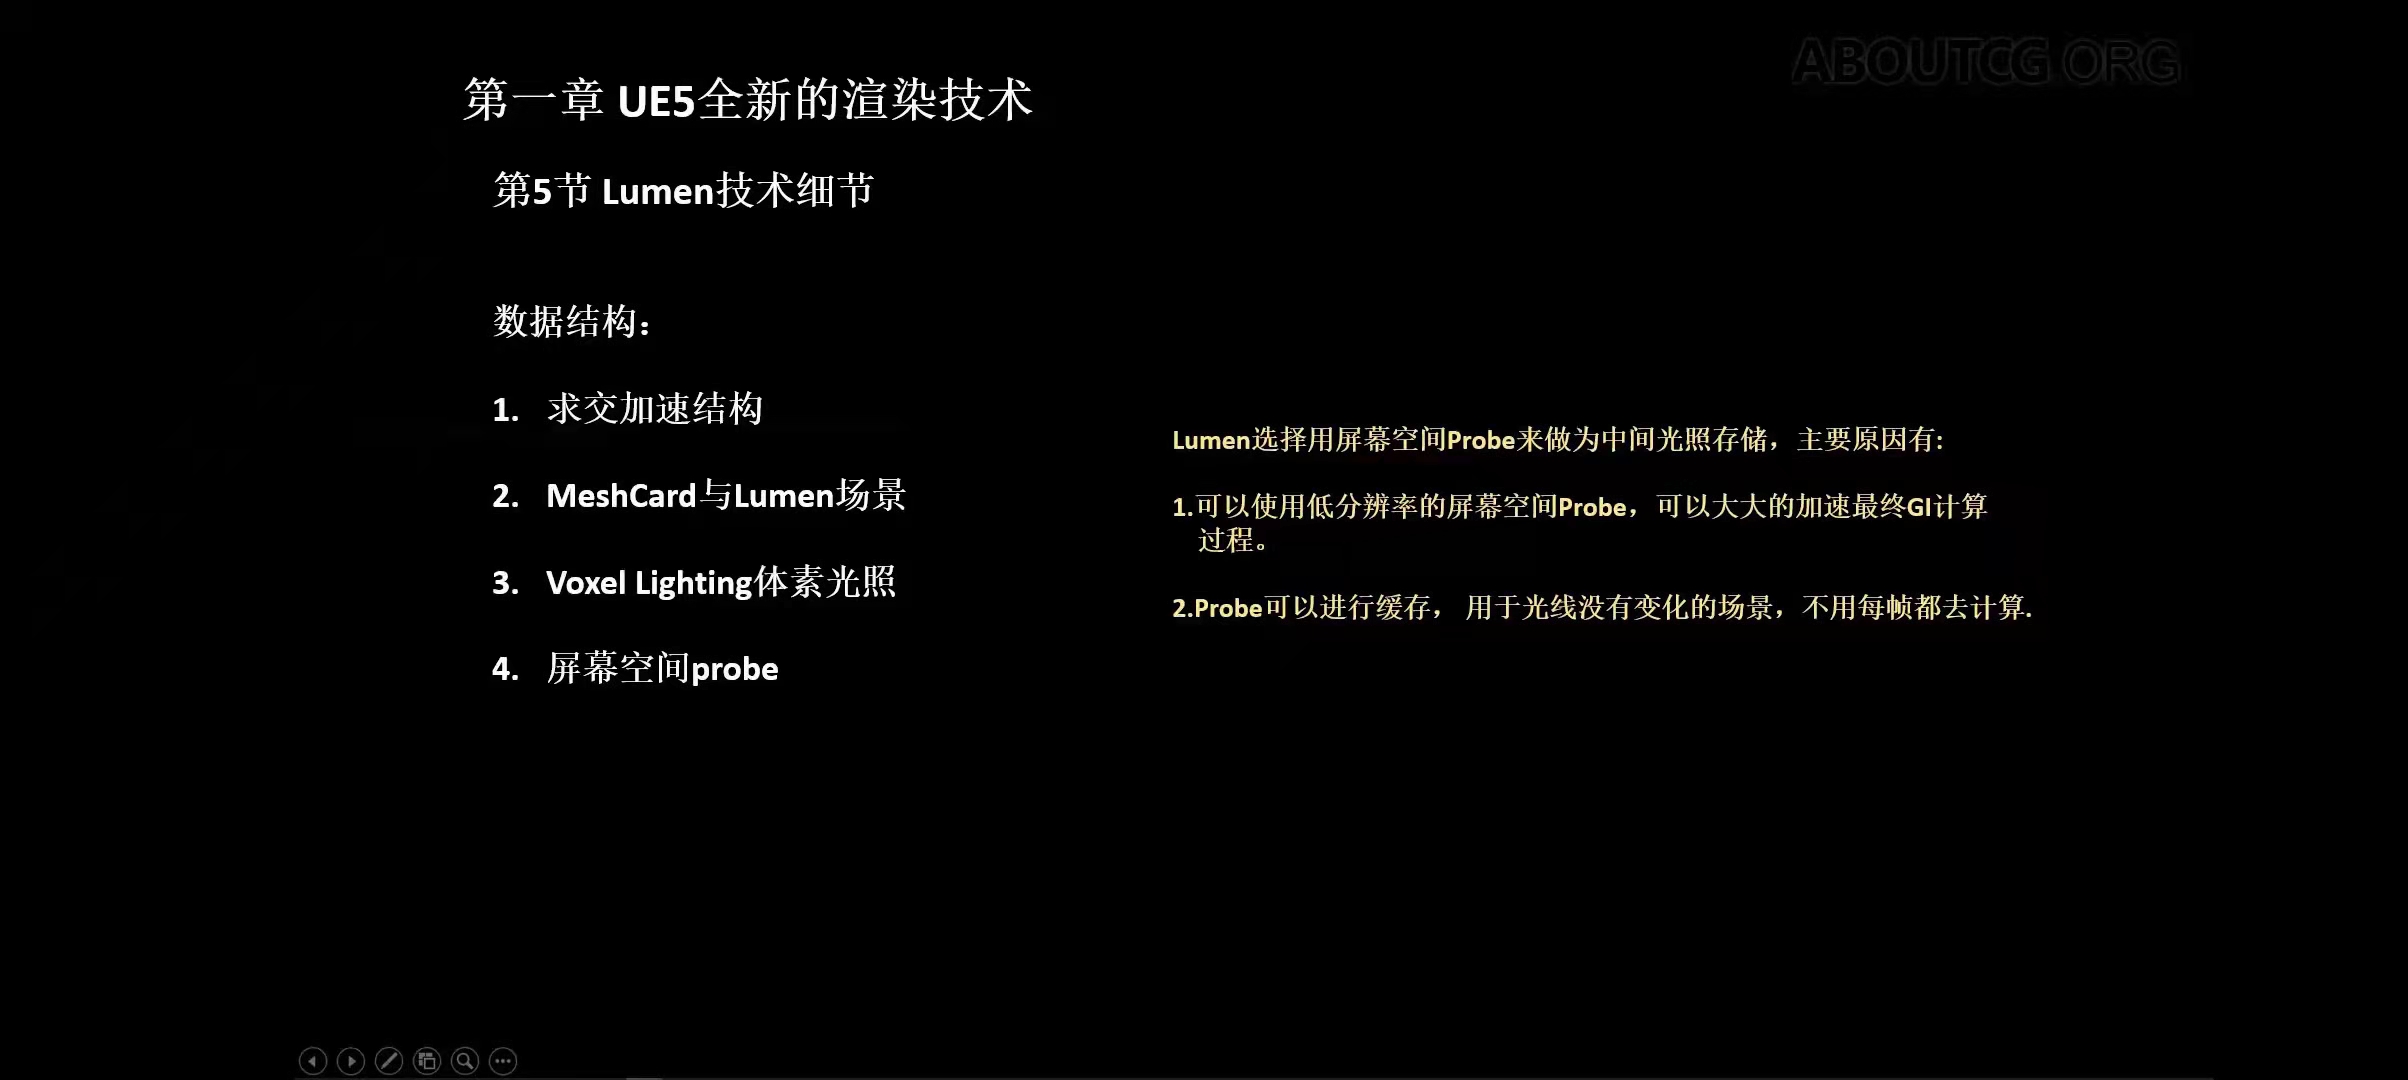 ABOUTCG.ORG
第一章 UE5全新的渲染技术
第5节 Lumen技术细节
数据结构：
1. 求交加速结构
2. MeshCard与Lumen场景
3. Voxel Lighting体素光照
4. 屏幕空间probe
Lumen选择用屏幕空间Probe来做为中间光照存储，主要原因有:
1.可以使用低分辨率的屏幕空间Probe，可以大大的加速最终GI计算
过程。
2.Probe可以进行缓存， 用于光线没有变化的场景，不用每帧都去计算.